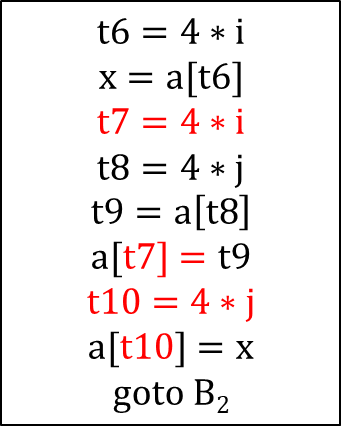 t6 = 4 ∗ i
x = a[t6]
t7 = 4 ∗ i
t8 = 4 ∗ j
t9 = a[t8]
a[t7] = t9
t10 = 4 ∗ j
a[t10] = x
goto B₂